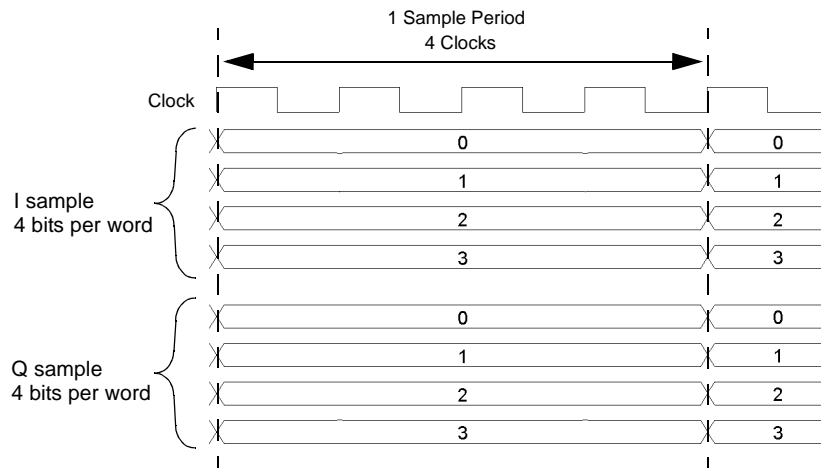 1 Sample Period
4 Clocks
Clock
0 0
1 1
I sample
4 bits per word
2 2
3 3
0 0
1 1
Q sample
4 bits per word
2 2
3 3